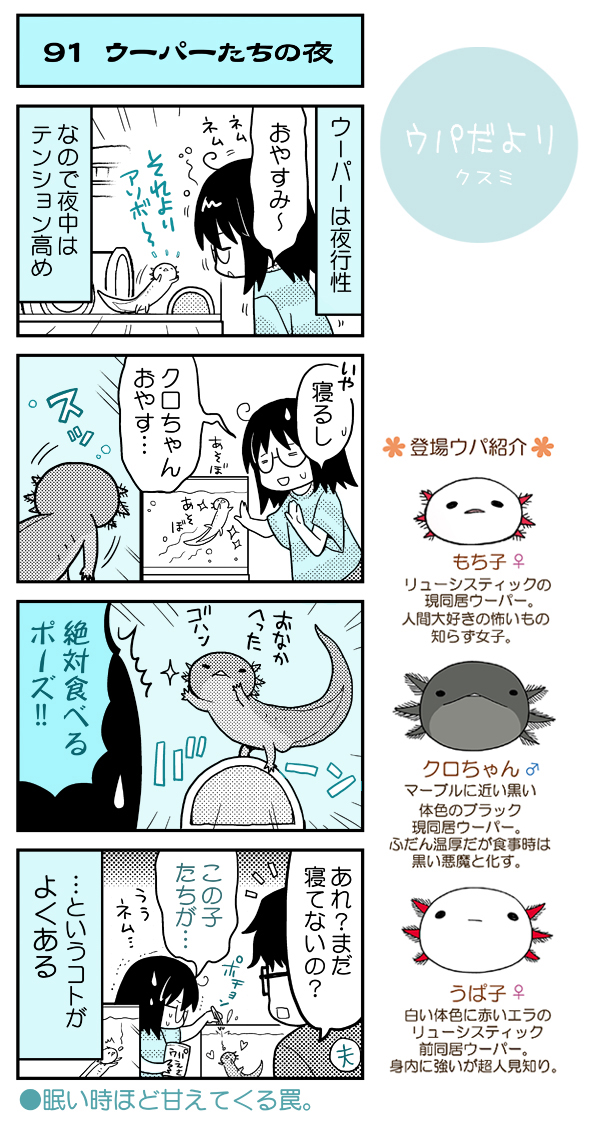 91 ウーパーたちの夜
ウパだより
クスミ
ウーパーは夜行性
おやすみ～
ネム
ネム
それより
アソボ～
なので夜中は
テンション高め
いや
寝るし
クロちゃん
おやす…
あそぼ
あそぼ
スッ
おなか
へった
ゴハン
バ
バーン
絶対食べる
ポーズ!!
あれ？まだ
寝てないの？
夫
この子
たちが…
うぅ
ネム…
ポチョン
ウパ
…というコトが
よくある
●眠い時ほど甘えてくる罠。
登場ウパ紹介
もち子♀
リューシスティックの
現同居ウーパー。
人間大好きの怖いもの
知らず女子。
クロちゃん♂
マーブルに近い黒い
体色のブラック
現同居ウーパー。
ふだん温厚だが食事時は
黒い悪魔と化す。
うぱ子♀
白い体色に赤いエラの
リューシスティック
前同居ウーパー。
身内に強いが超人見知り。